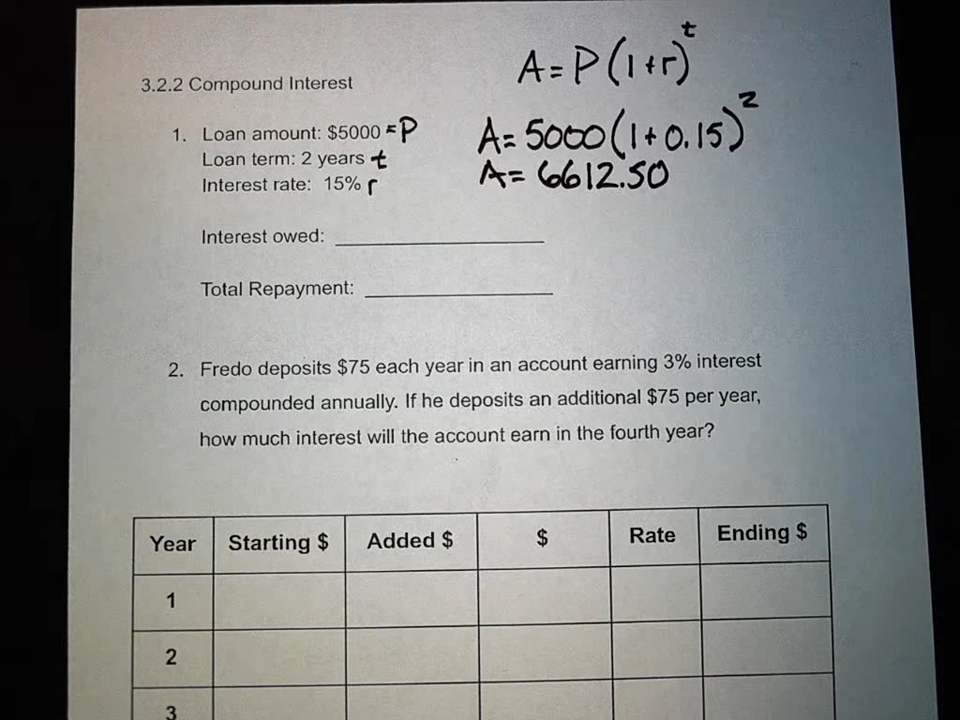 3.2.2 Compound Interest
A=P(1+r)^t
1. Loan amount: $5000 =P
Loan term: 2 years t
Interest rate: 15% r
A= 5000(1+0.15)^2
A= 6612.50
Interest owed:
Total Repayment:
2. Fredo deposits $75 each year in an account earning 3% interest
compounded annually. If he deposits an additional $75 per year,
how much interest will the account earn in the fourth year?
Year Starting $ Added $ $ Rate Ending $
1
2
3